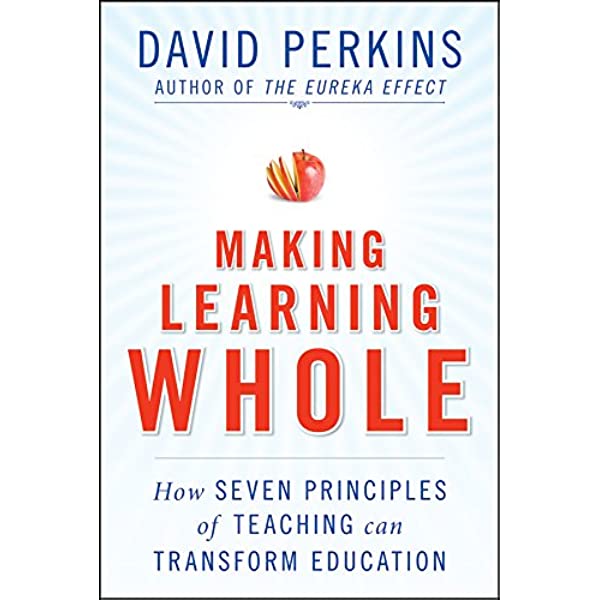 DAVID PERKINS
AUTHOR OF THE EUREKA EFFECT
MAKING
LEARNING
WHOLE
How SEVEN PRINCIPLES
of TEACHING can
TRANSFORM EDUCATION